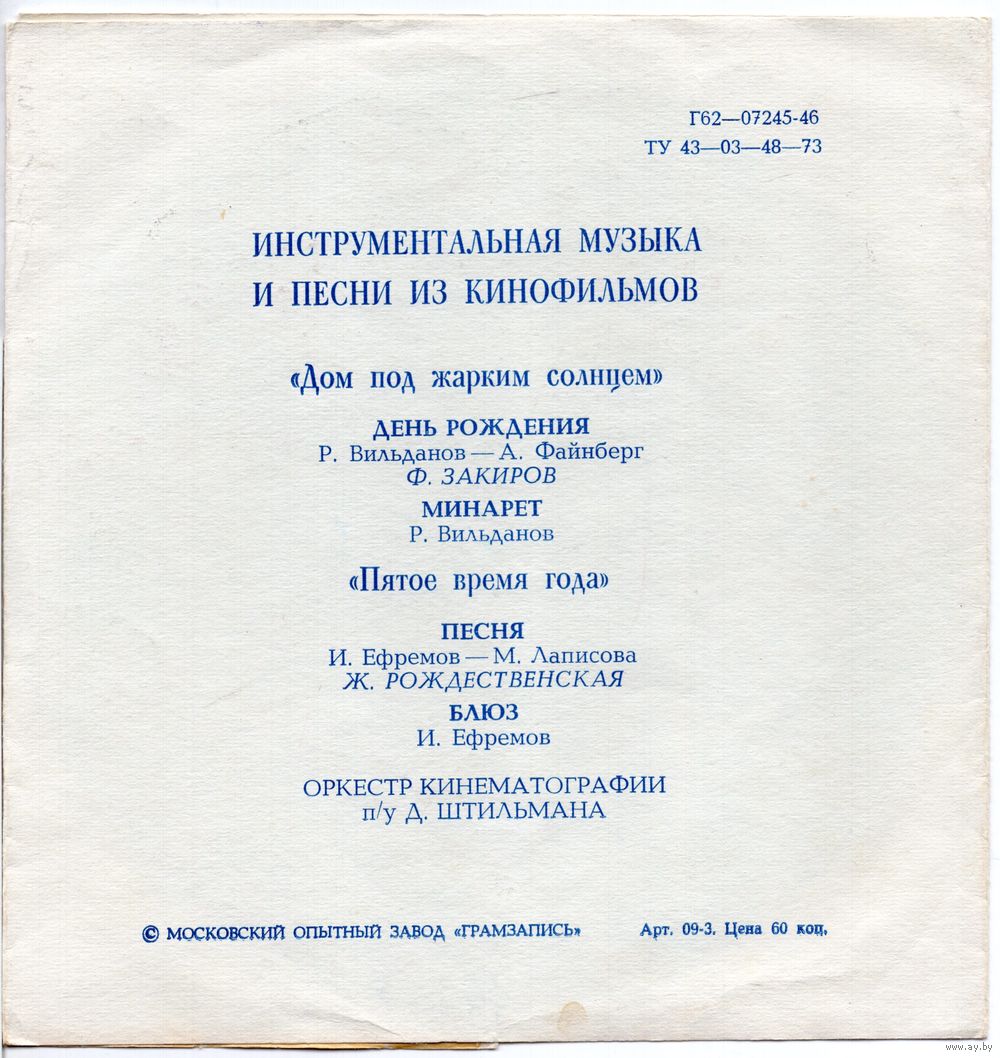 Г62—07245-46
ТУ 43—03—48—73
ИНСТРУМЕНТАЛЬНАЯ МУЗЫКА
И ПЕСНИ ИЗ КИНОФИЛЬМОВ
«Дом под жарким солнцем»
ДЕНЬ РОЖДЕНИЯ
Р. Вильданов — А. Файнберг
Ф. ЗАКИРОВ
МИНАРЕТ
Р. Вильданов
«Пятое время года»
ПЕСНЯ
И. Ефремов — М. Лаписова
Ж. РОЖДЕСТВЕНСКАЯ
БЛЮЗ
И. Ефремов
ОРКЕСТР КИНЕМАТОГРАФИИ
п/у Д. ШТИЛЬМАНА
© МОСКОВСКИЙ ОПЫТНЫЙ ЗАВОД «ГРАМЗАПИСЬ» Арт. 09-3. Цена 60 коп.
www.ay.by